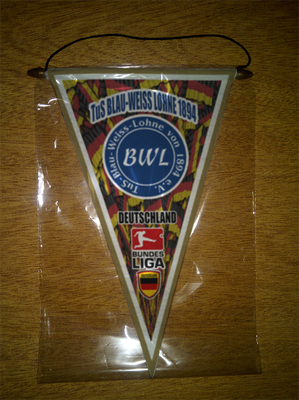 TuS BLAU-WEISS LOHNE 1894
TuS-Blau-Weiss-Lohne von 1894 e.V.
BWL
DEUTSCHLAND
BUNDES
LIGA